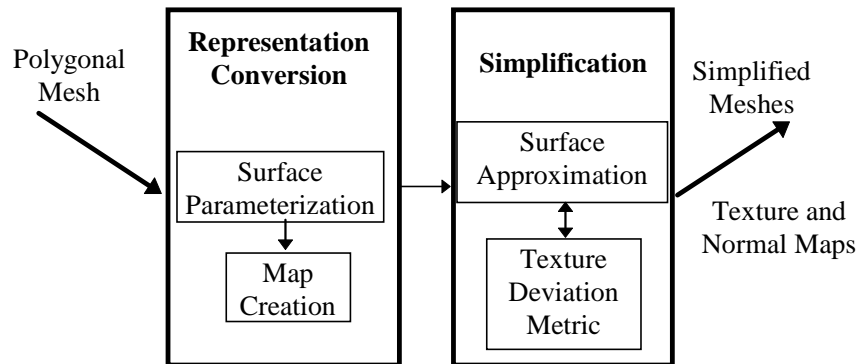 Polygonal
Mesh
Representation
Conversion
Surface
Parameterization
Map
Creation
Simplification
Surface
Approximation
Texture
Deviation
Metric
Simplified
Meshes
Texture and
Normal Maps